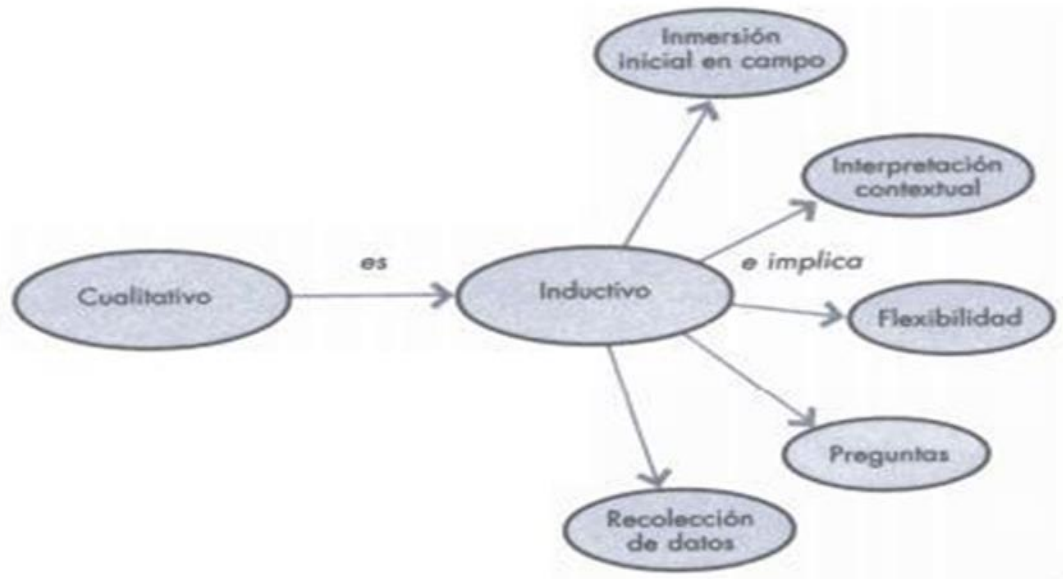 Inmersión
inicial en campo
Interpretación
contextual
es
e implica
Cualitativo
Inductivo
Flexibilidad
Preguntas
Recolección
de datos